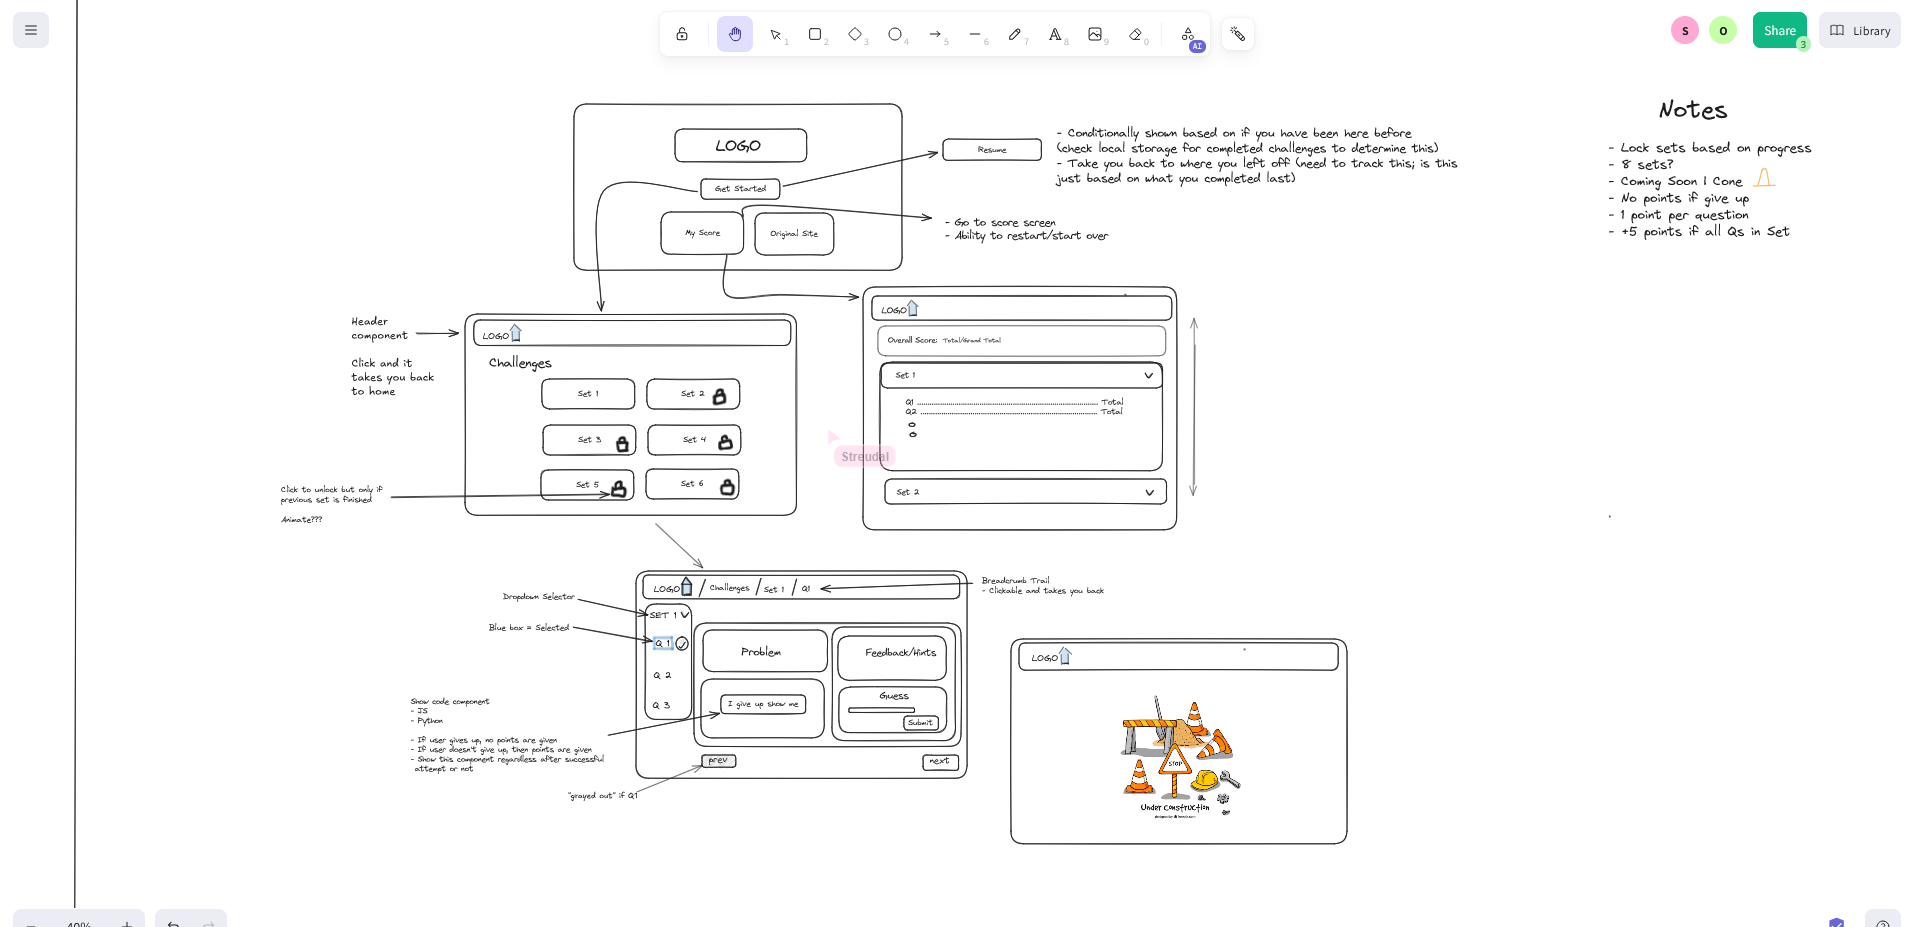 1
2
3
4
5
6
7
8
9
0
AI
S
O
Share
3
Library
LOGO
Get Started
My Score
Original Site
Resume
- Conditionally shown based on if you have been here before
(check local storage for completed challenges to determine this)
- Take you back to where you left off (need to track this; is this
just based on what you completed last)
- Go to score screen
- Ability to restart/start over
Notes
- Lock sets based on progress
- 8 sets?
- Coming Soon 1 Cone
- No points if give up
- 1 point per question
- +5 points if all Qs in Set
Header
component
Click and it
takes you back
to home
LOGO
Challenges
Set 1
Set 2
Set 3
Set 4
Set 5
Set 6
Click to unlock but only if
previous set is finished
Animate???
LOGO
Overall Score: Total/Grand Total
Set 1
Q1 ........ Total
Q2 ........ Total
Set 2
Streudal
Dropdown Selector
Blue box = Selected
LOGO / Challenges / Set 1 / Q1
Breadcrumb Trail
- Clickable and takes you back
SET 1
Q 1
Q 2
Q 3
Problem
I give up show me
Feedback/Hints
Guess
Submit
prev
next
Show code component
- JS
- Python
- If user gives up, no points are given
- If user doesn't give up, then points are given
- Show this component regardless after successful
attempt or not
"grayed out" if Q1
LOGO
STOP
Under Construction
40%